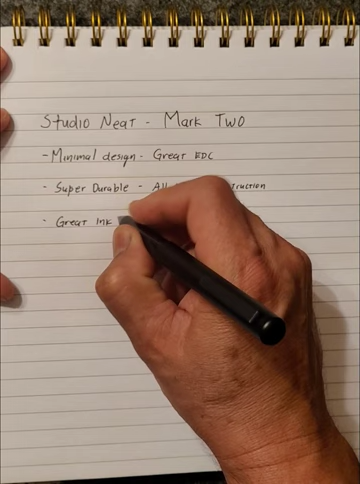 Studio Neat - Mark Two
- Minimal design - Great EDC
- Super Durable - All
- Great Ink